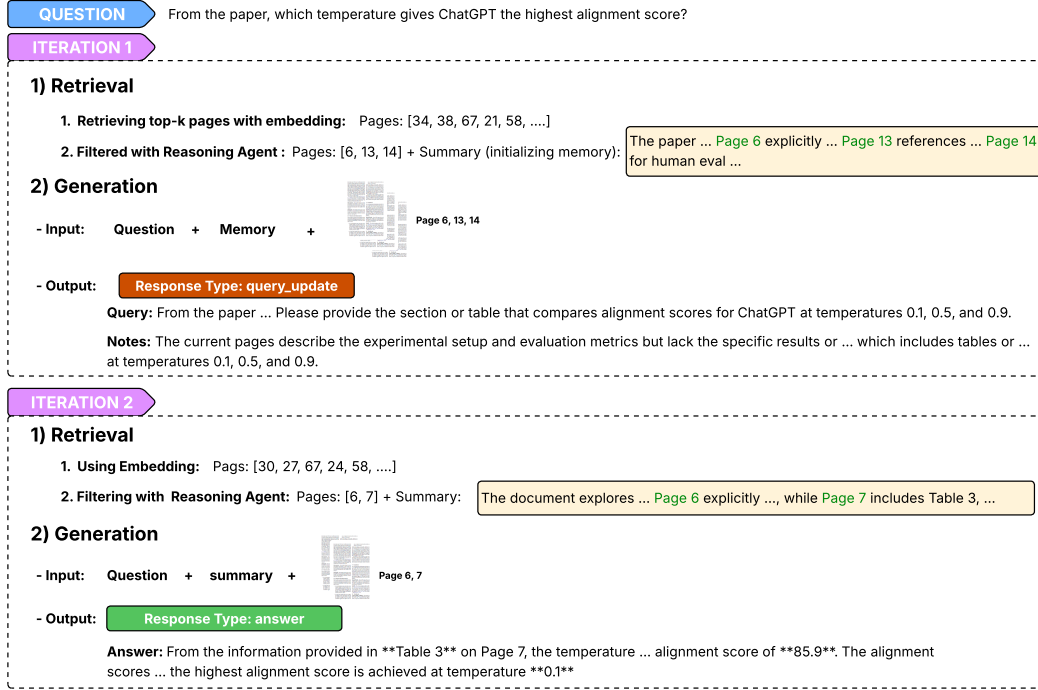 QUESTION From the paper, which temperature gives ChatGPT the highest alignment score?
ITERATION 1
1) Retrieval
1. Retrieving top-k pages with embedding: Pages: [34, 38, 67, 21, 58, ....]
2. Filtered with Reasoning Agent : Pages: [6, 13, 14] + Summary (initializing memory):
The paper ... Page 6 explicitly ... Page 13 references ... Page 14
for human eval ...
2) Generation
- Input: Question + Memory + Page 6, 13, 14
- Output: Response Type: query_update
Query: From the paper ... Please provide the section or table that compares alignment scores for ChatGPT at temperatures 0.1, 0.5, and 0.9.
Notes: The current pages describe the experimental setup and evaluation metrics but lack the specific results or ... which includes tables or ...
at temperatures 0.1, 0.5, and 0.9.
ITERATION 2
1) Retrieval
1. Using Embedding: Pags: [30, 27, 67, 24, 58, ....]
2. Filtering with Reasoning Agent: Pages: [6, 7] + Summary:
The document explores ... Page 6 explicitly ..., while Page 7 includes Table 3, ...
2) Generation
- Input: Question + summary + Page 6, 7
- Output: Response Type: answer
Answer: From the information provided in **Table 3** on Page 7, the temperature ... alignment score of **85.9**. The alignment
scores ... the highest alignment score is achieved at temperature **0.1**